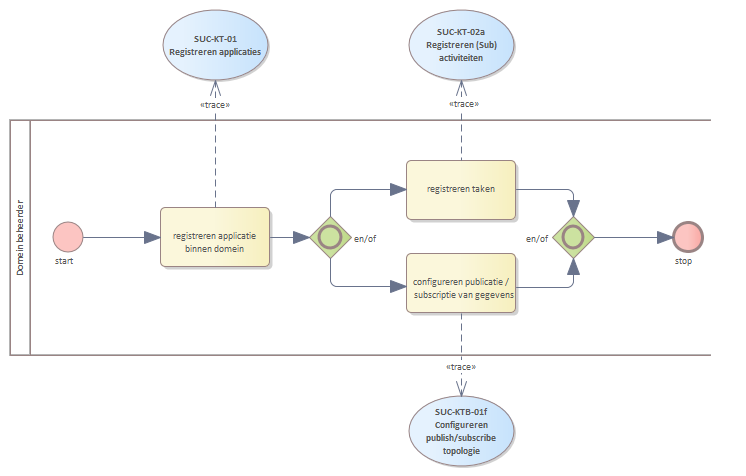 SUC-KT-01
Registreren applicaties
SUC-KT-02a
Registreren (Sub)
activiteiten
«trace»
«trace»
Domeinbeheerder
start
registreren applicatie
binnen domein
en/of
registreren taken
configureren publicatie /
subscriptie van gegevens
en/of
stop
«trace»
SUC-KTB-01f
Configureren
publish/subscribe
topologie